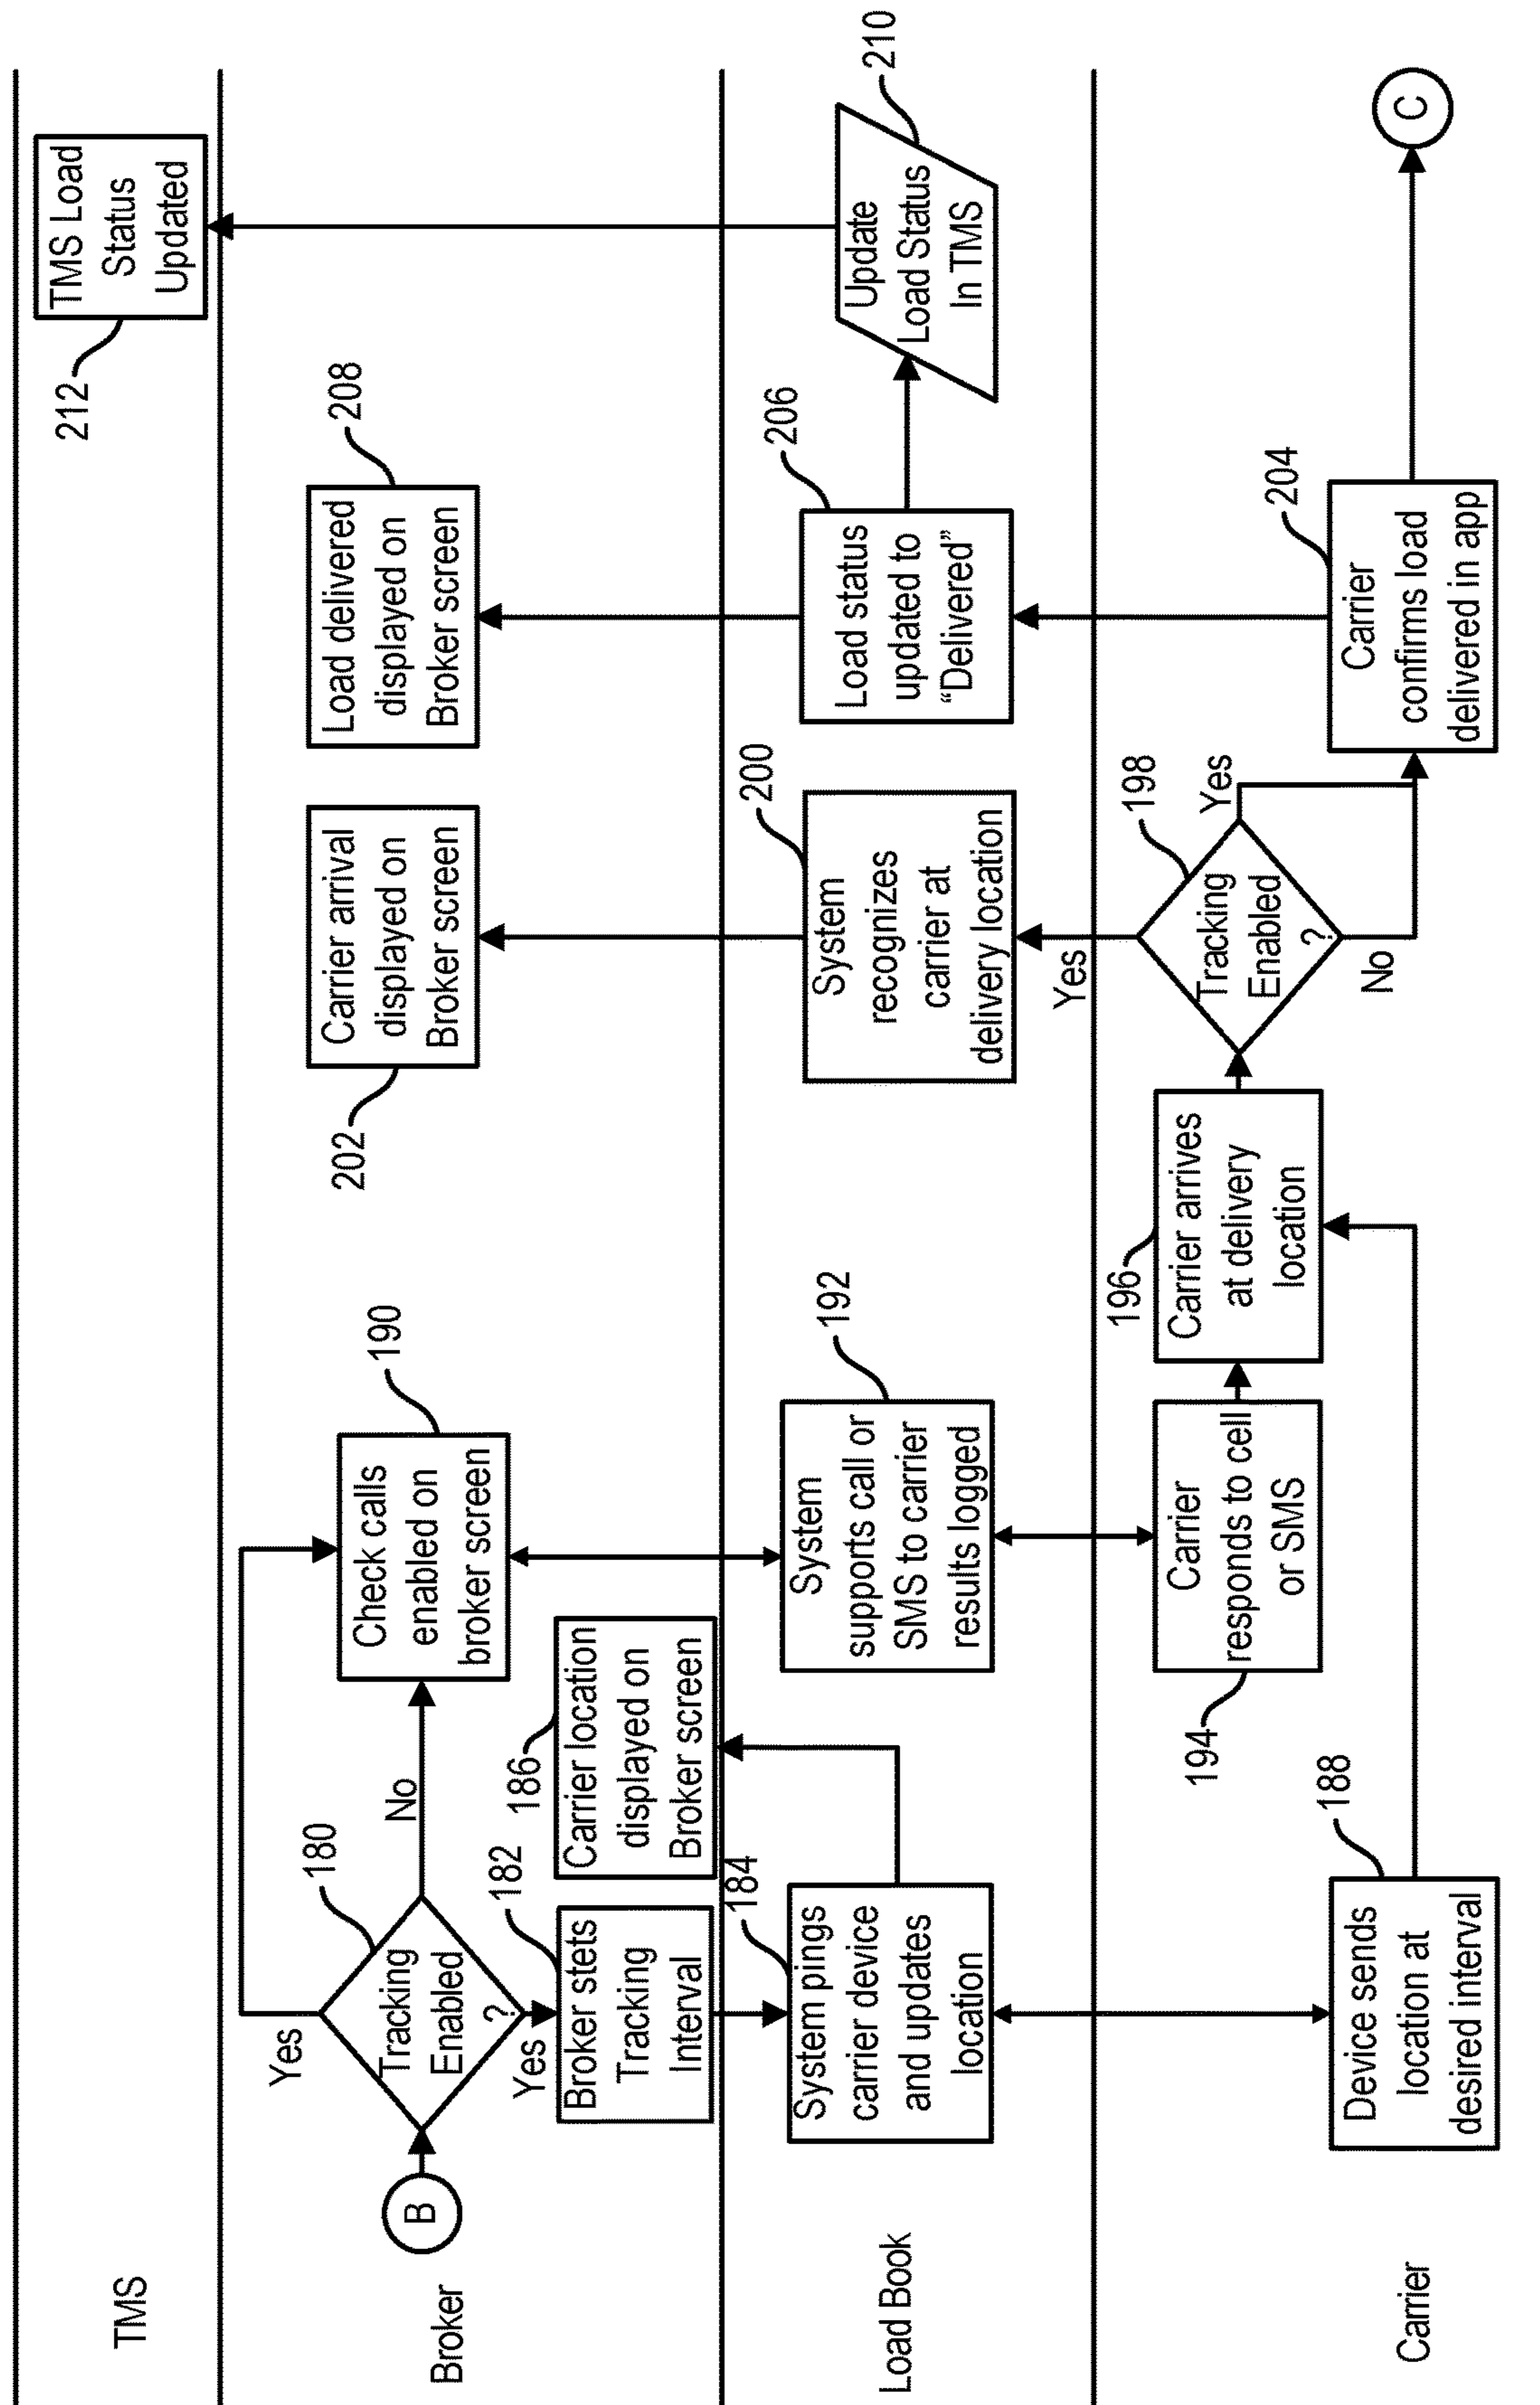 TMS
212
TMS Load
Status
Updated
Broker
B
180
Tracking
Enabled
?
Yes
No
Yes
182
Broker stets
Tracking
Interval
186
Carrier location
displayed on
Broker screen
190
Check calls
enabled on
broker screen
202
Carrier arrival
displayed on
Broker screen
208
Load delivered
displayed on
Broker screen
Load Book
184
System pings
carrier device
and updates
location
192
System
supports call or
SMS to carrier
results logged
200
System
recognizes
carrier at
delivery location
206
Load status
updated to
“Delivered”
210
Update
Load Status
In TMS
Carrier
188
Device sends
location at
desired interval
194
Carrier
responds to cell
or SMS
196
Carrier arrives
at delivery
location
198
Tracking
Enabled
?
Yes
Yes
No
204
Carrier
confirms load
delivered in app
C